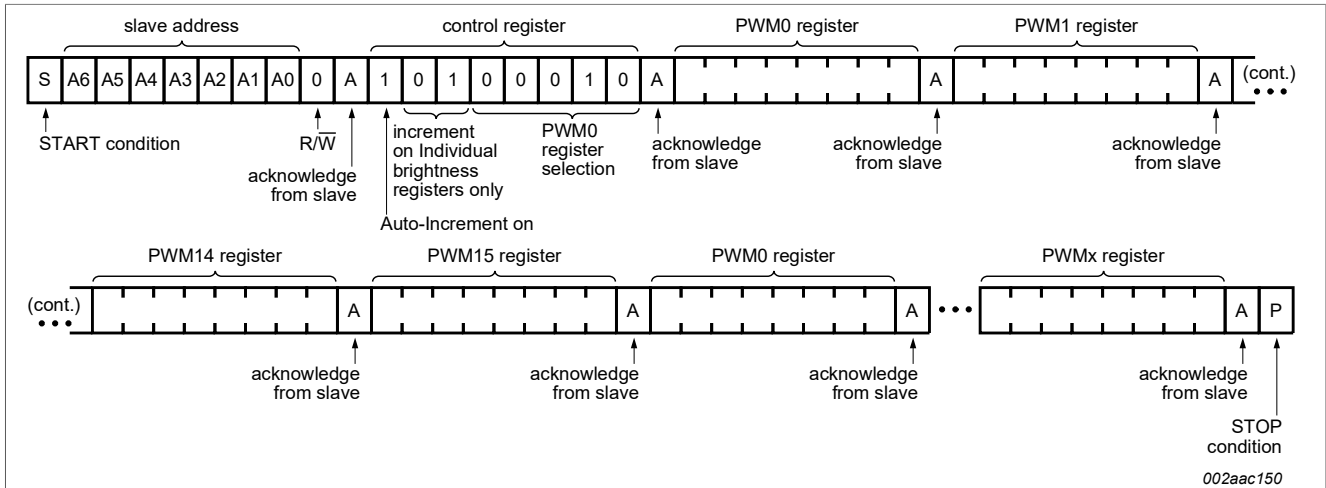 slave address
control register
PWM0 register
PWM1 register
S A6 A5 A4 A3 A2 A1 A0 0 A 1 0 1 0 0 0 1 0 A A A (cont.)
START condition
R/W̅
acknowledge
from slave
Auto-Increment on
increment
on Individual
brightness
registers only
PWM0
register
selection
acknowledge
from slave
acknowledge
from slave
acknowledge
from slave
PWM14 register
PWM15 register
PWM0 register
PWMx register
(cont.) A A A A P
acknowledge
from slave
acknowledge
from slave
acknowledge
from slave
acknowledge
from slave
STOP
condition
002aac150